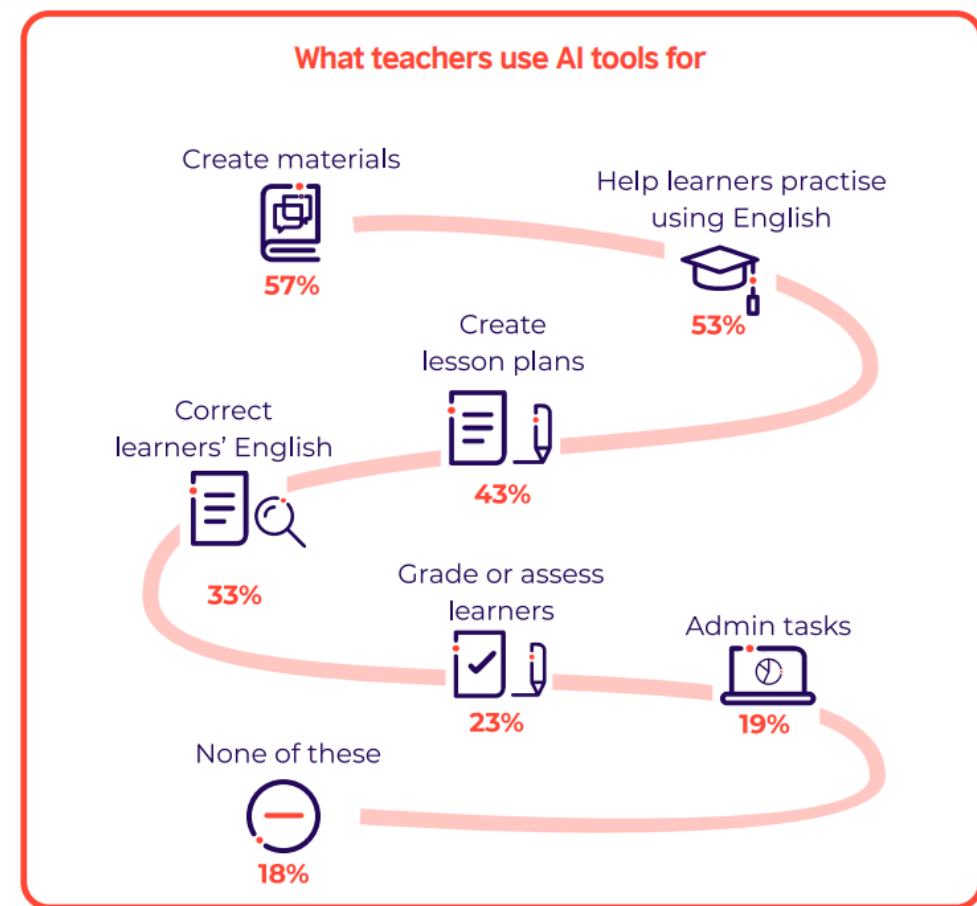 What teachers use AI tools for
Create materials
57%
Help learners practise
using English
53%
Create
lesson plans
43%
Correct
learners’ English
33%
Grade or assess
learners
23%
Admin tasks
19%
None of these
18%